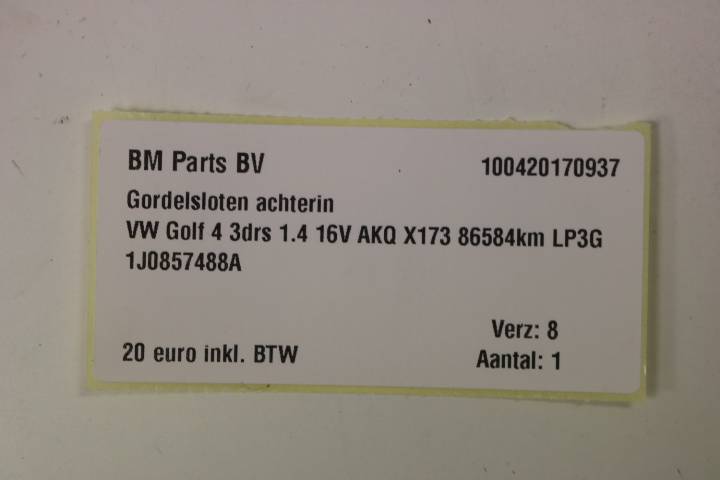 BM Parts BV 100420170937
Gordelsloten achterin
VW Golf 4 3drs 1.4 16V AKQ X173 86584km LP3G
1J0857488A
Verz: 8
20 euro inkl. BTW Aantal: 1